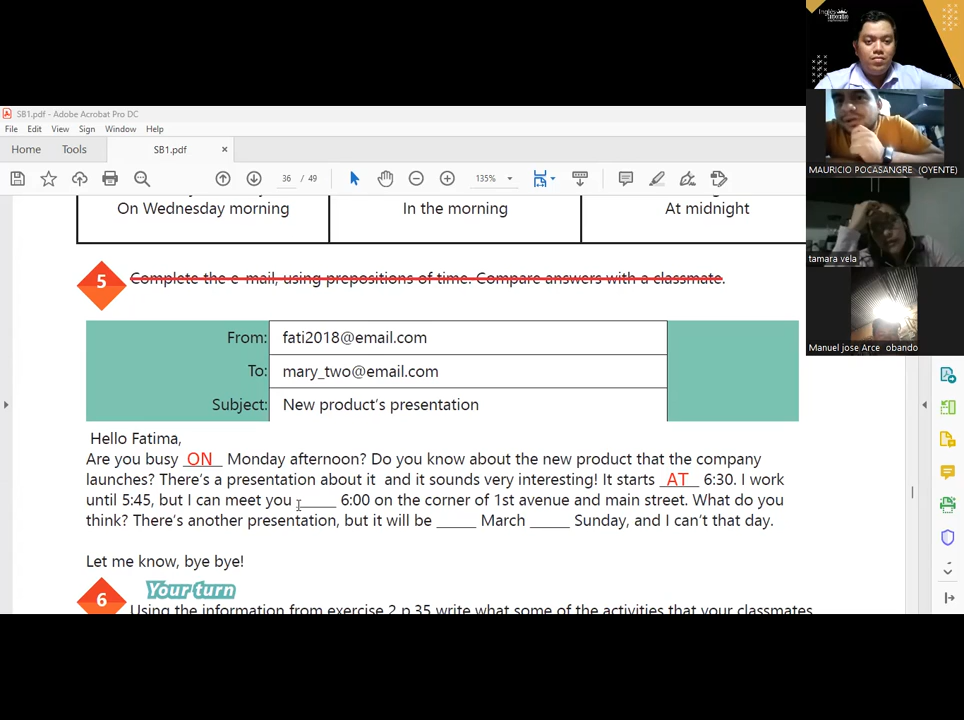 Inglés
Corporativo
SB1.pdf - Adobe Acrobat Pro DC
File Edit View Sign Window Help
Home Tools SB1.pdf ×
36 / 49 135%
MAURICIO POCASANGRE (OYENTE)
On Wednesday morning In the morning At midnight
tamara vela
5 Complete the e-mail, using prepositions of time. Compare answers with a classmate.
From: fati2018@email.com
Manuel jose Arce obando
To: mary_two@email.com
Subject: New product's presentation
Hello Fatima,
Are you busy _ON_ Monday afternoon? Do you know about the new product that the company
launches? There's a presentation about it and it sounds very interesting! It starts _AT_ 6:30. I work
until 5:45, but I can meet you _____ 6:00 on the corner of 1st avenue and main street. What do you
think? There's another presentation, but it will be _____ March _____ Sunday, and I can't that day.
Let me know, bye bye!
Your turn
6 Using the information from exercise 2 p.35 write what some of the activities that your classmates